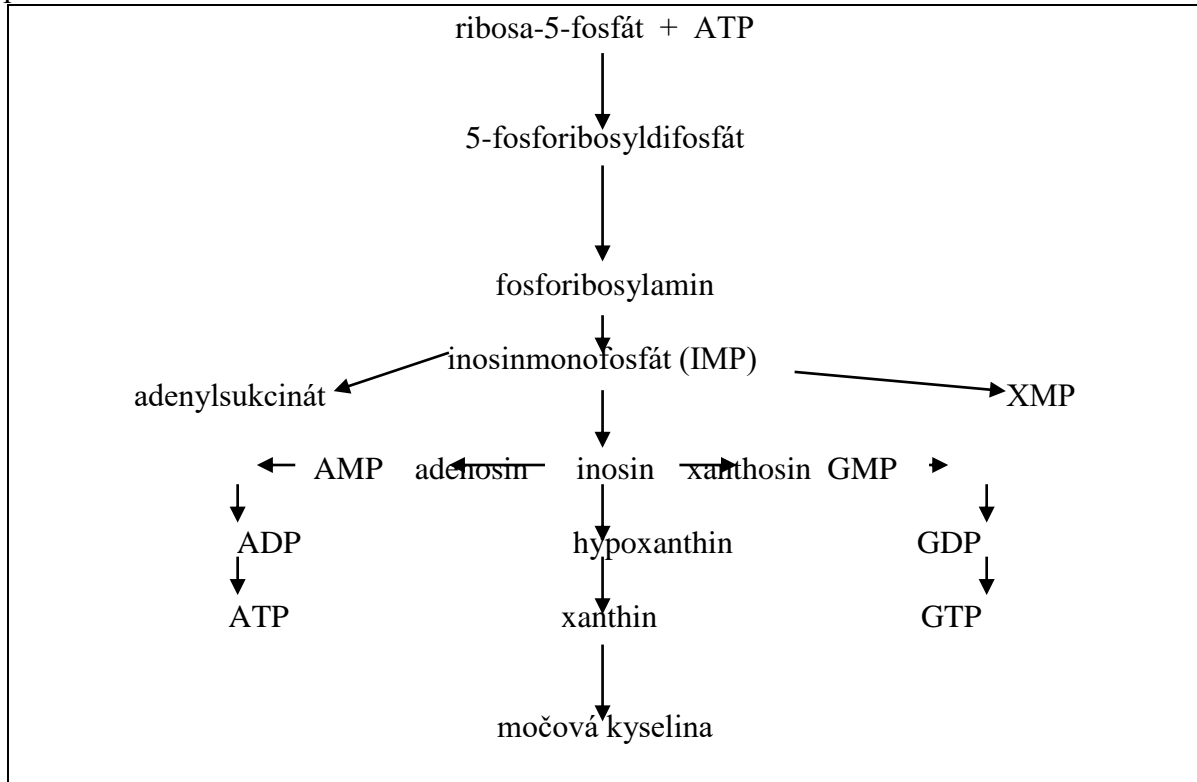 ribosa-5-fosfát + ATP
5-fosforibosyldifosfát
fosforibosylamin
inosinmonofosfát (IMP)
adenylsukcinát XMP
AMP adenosin inosin xanthosin GMP
ADP hypoxanthin GDP
ATP xanthin GTP
močová kyselina